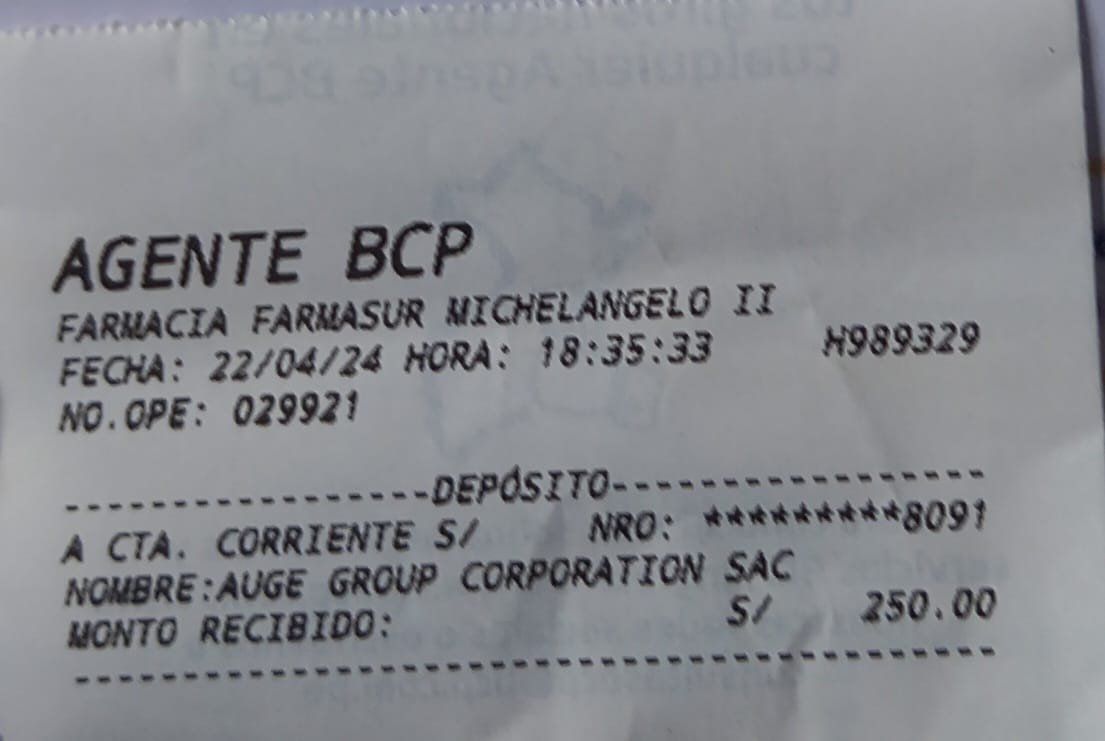 AGENTE BCP
FARMACIA FARMASUR MICHELANGELO II
FECHA: 22/04/24 HORA: 18:35:33 H989329
NO.OPE: 029921
-----------------DEPÓSITO-----------------
A CTA. CORRIENTE S/ NRO: *********8091
NOMBRE:AUGE GROUP CORPORATION SAC
MONTO RECIBIDO: S/ 250.00
------------------------------------------